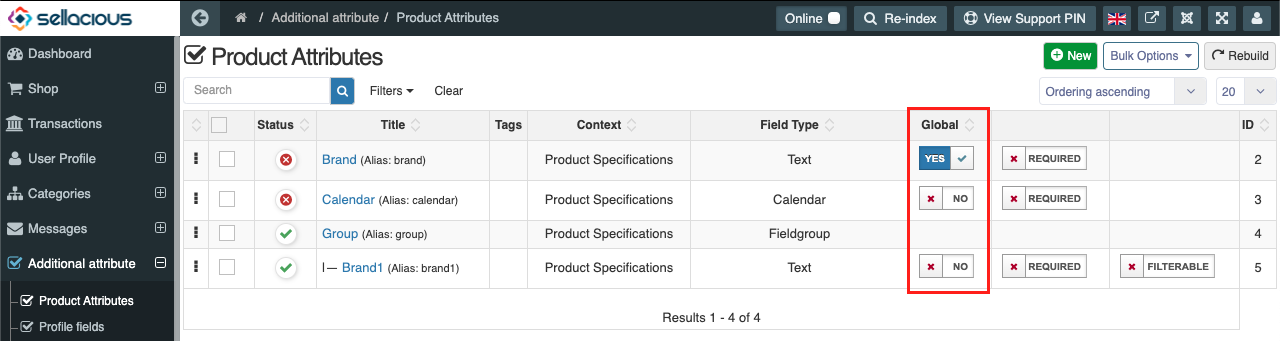 sellacious / Additional attribute / Product Attributes Online Re-index View Support PIN
Dashboard
Shop
Transactions
User Profile
Categories
Messages
Additional attribute
Product Attributes
Profile fields
Product Attributes
New Bulk Options Rebuild
Search Filters Clear Ordering ascending 20
Status Title Tags Context Field Type Global ID
Brand (Alias: brand) Product Specifications Text YES REQUIRED 2
Calendar (Alias: calendar) Product Specifications Calendar NO REQUIRED 3
Group (Alias: group) Product Specifications Fieldgroup 4
|— Brand1 (Alias: brand1) Product Specifications Text NO REQUIRED FILTERABLE 5
Results 1 - 4 of 4